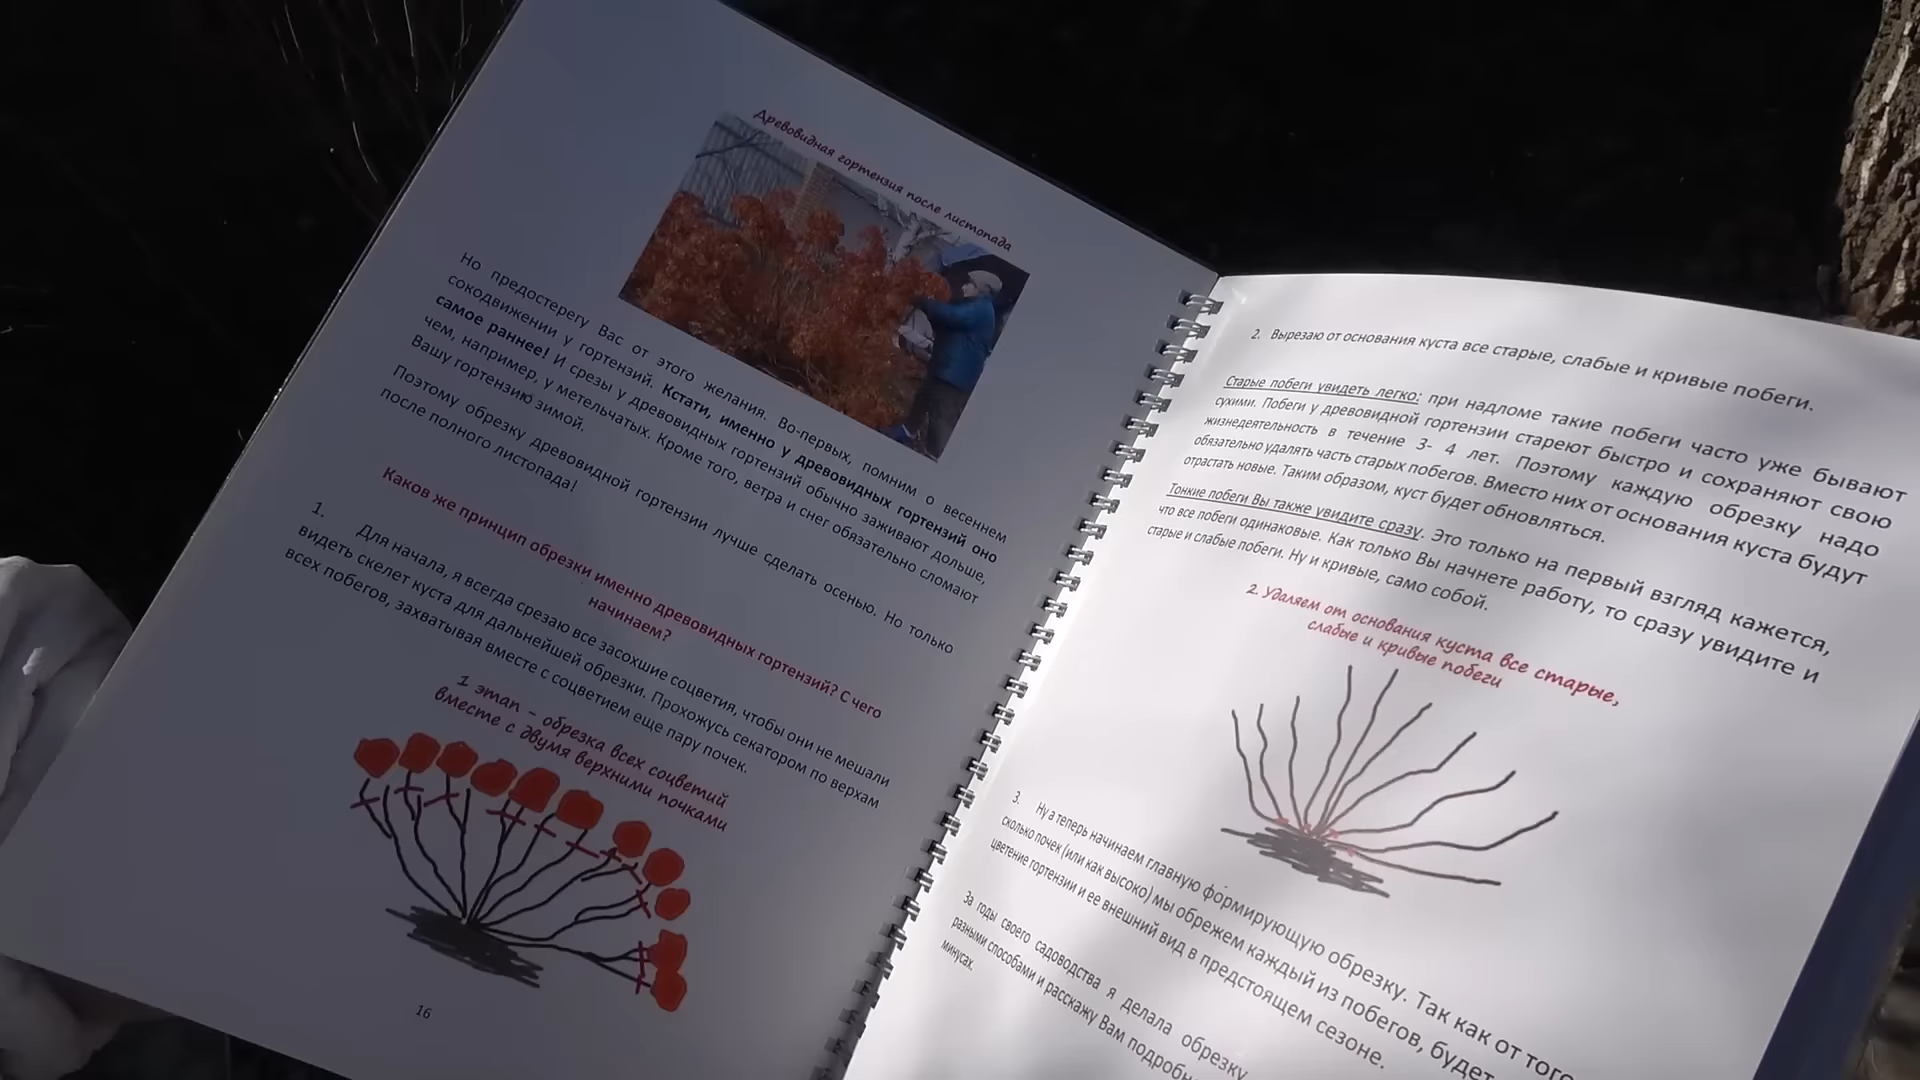 Древовидная гортензия после листопада
Но предостерегу Вас от этого желания. Во-первых, помним о весеннем
сокодвижении у гортензий. Кстати, именно у древовидных гортензий оно
самое раннее! И срезы у древовидных гортензий обычно заживают дольше,
чем, например, у метельчатых. Кроме того, ветра и снег обязательно сломают
Вашу гортензию зимой.
Поэтому обрезку древовидной гортензии лучше сделать осенью. Но только
после полного листопада!
Каков же принцип обрезки именно древовидных гортензий? С чего
начинаем?
1. Для начала, я всегда срезаю все засохшие соцветия, чтобы они не мешали
видеть скелет куста для дальнейшей обрезки. Прохожусь секатором по верхам
всех побегов, захватывая вместе с соцветием еще пару почек.
1 этап - обрезка всех соцветий
вместе с двумя верхними почками
16
2. Вырезаю от основания куста все старые, слабые и кривые побеги.
Старые побеги увидеть легко: при надломе такие побеги часто уже бывают
сухими. Побеги у древовидной гортензии стареют быстро и сохраняют свою
жизнедеятельность в течение 3- 4 лет. Поэтому каждую обрезку надо
обязательно удалять часть старых побегов. Вместо них от основания куста будут
отрастать новые. Таким образом, куст будет обновляться.
Тонкие побеги Вы также увидите сразу. Это только на первый взгляд кажется,
что все побеги одинаковые. Как только Вы начнете работу, то сразу увидите и
старые и слабые побеги. Ну и кривые, само собой.
2. Удаляем от основания куста все старые,
слабые и кривые побеги
3. Ну а теперь начинаем главную формирующую обрезку. Так как от того
сколько почек (или как высоко) мы обрежем каждый из побегов, будет
цветение гортензии и ее внешний вид в предстоящем сезоне.
За годы своего садоводства я делала обрезку
разными способами и расскажу Вам подробн
минусах.